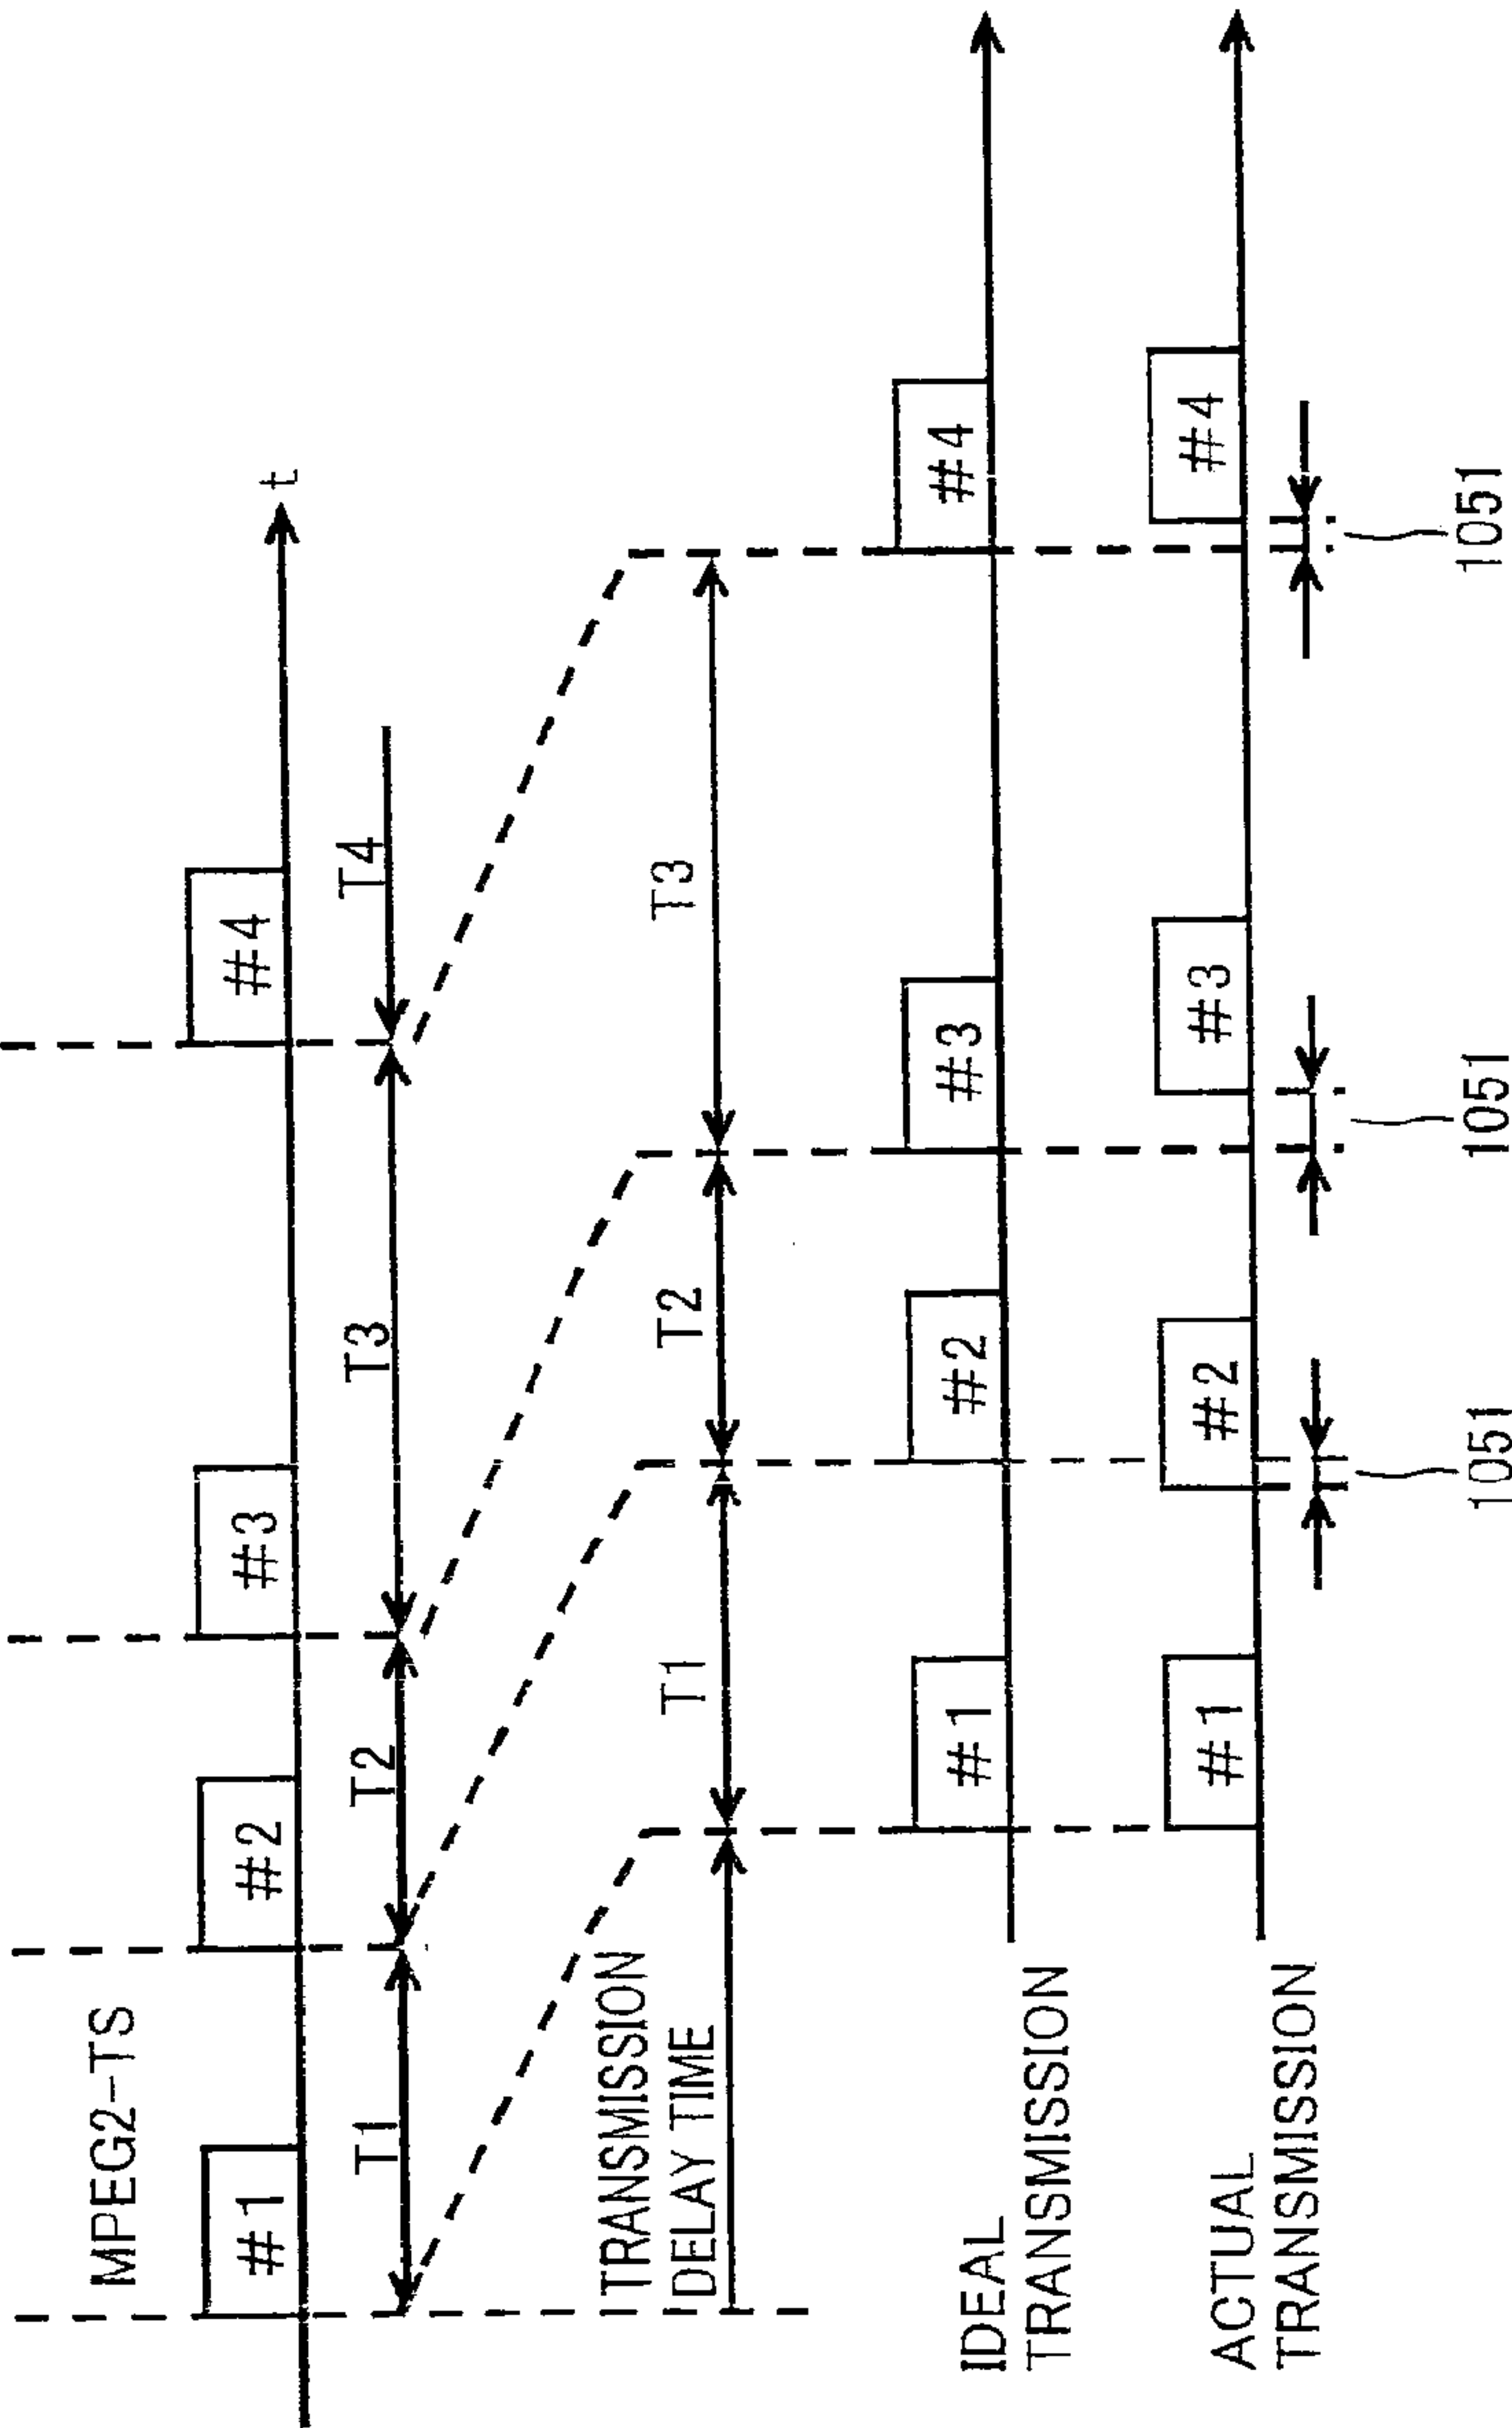 MPEG2-TS
#1
#2
#3
#4
t
T1
T2
T3
T4
TRANSMISSION
DELAY TIME
T1
T2
T3
IDEAL
TRANSMISSION
#1
#2
#3
#4
ACTUAL
TRANSMISSION
#1
#2
#3
#4
1051
1051
1051